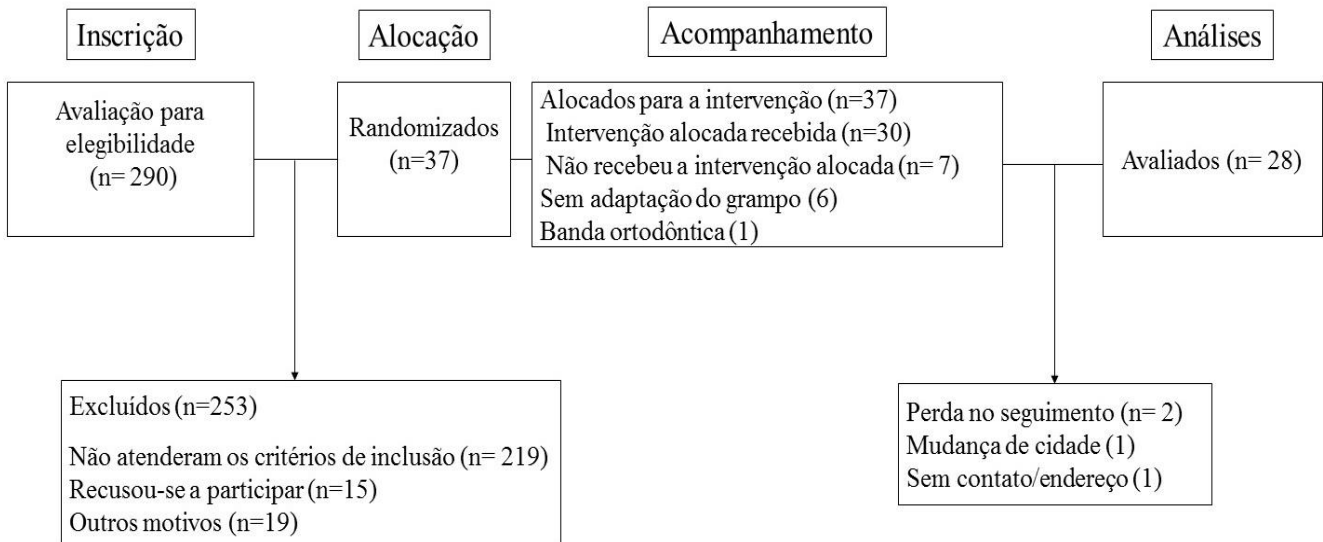 Inscrição
Alocação
Acompanhamento
Análises
Avaliação para
elegibilidade
(n= 290)
Randomizados
(n=37)
Alocados para a intervenção (n=37)
Intervenção alocada recebida (n=30)
Não recebeu a intervenção alocada (n= 7)
Sem adaptação do grampo (6)
Banda ortodôntica (1)
Avaliados (n= 28)
Excluídos (n=253)
Não atenderam os critérios de inclusão (n= 219)
Recusou-se a participar (n=15)
Outros motivos (n=19)
Perda no seguimento (n= 2)
Mudança de cidade (1)
Sem contato/endereço (1)